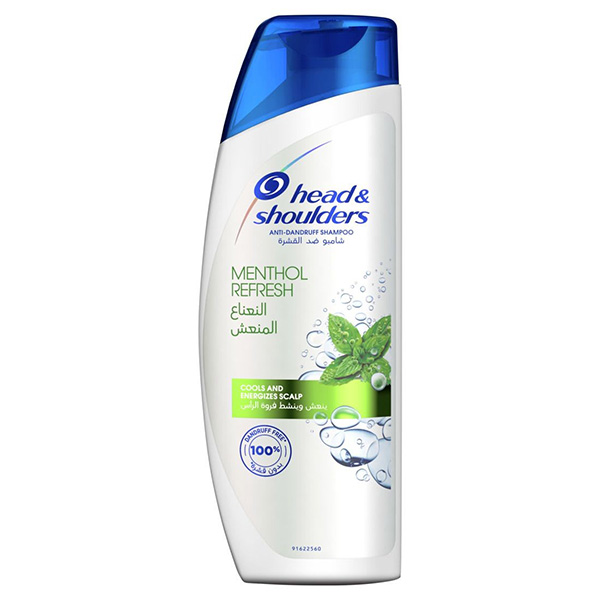 head &
shoulders
ANTI-DANDRUFF SHAMPOO
شامبو ضد القشرة
MENTHOL
REFRESH
النعناع
المنعش
COOLS AND
ENERGIZES SCALP
ينعش وينشط فروة الرأس
DANDRUFF FREE*
100%
بدون قشرة*
91622560